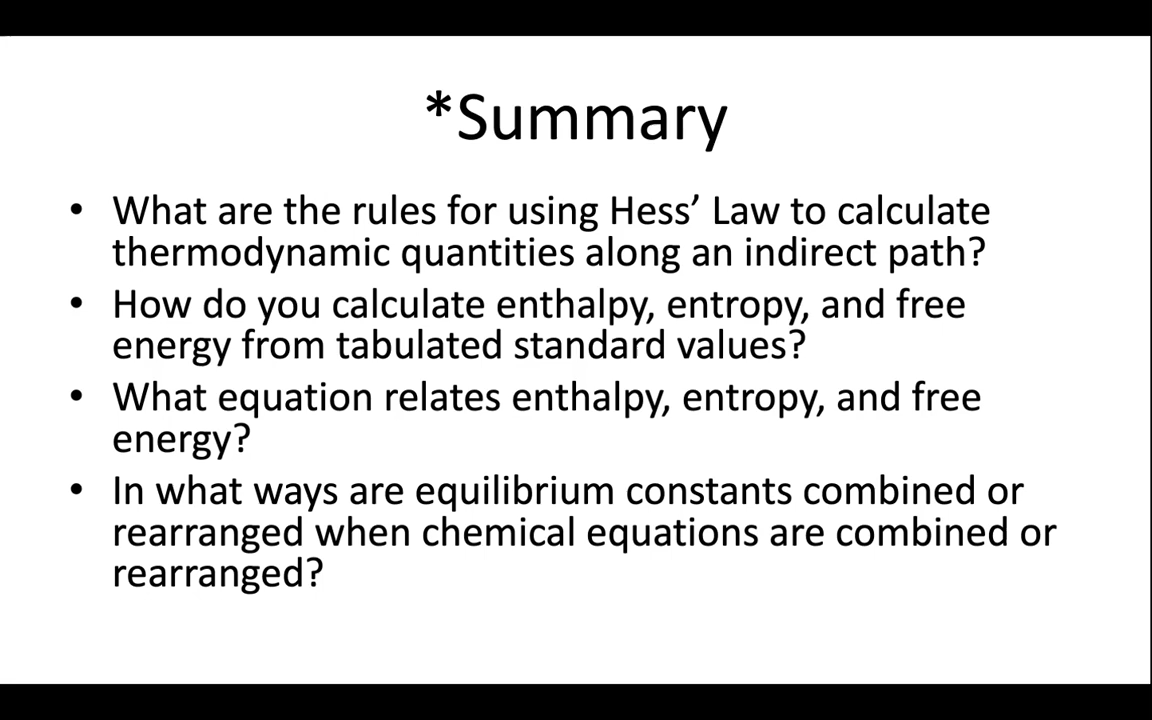 *Summary
• What are the rules for using Hess’ Law to calculate
thermodynamic quantities along an indirect path?
• How do you calculate enthalpy, entropy, and free
energy from tabulated standard values?
• What equation relates enthalpy, entropy, and free
energy?
• In what ways are equilibrium constants combined or
rearranged when chemical equations are combined or
rearranged?